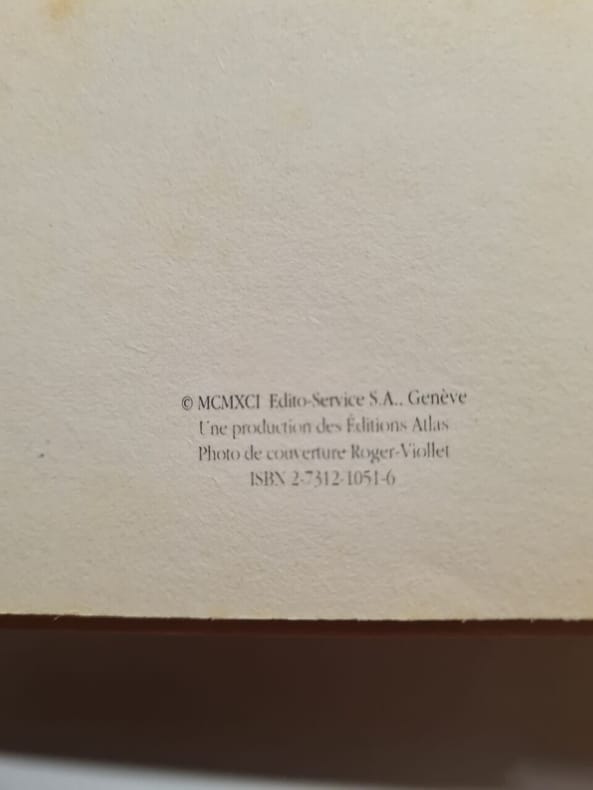 © MCMXCI Edito-Service S.A., Genève
Une production des Éditions Atlas
Photo de couverture Roger-Viollet
ISBN 2-7312-1051-6